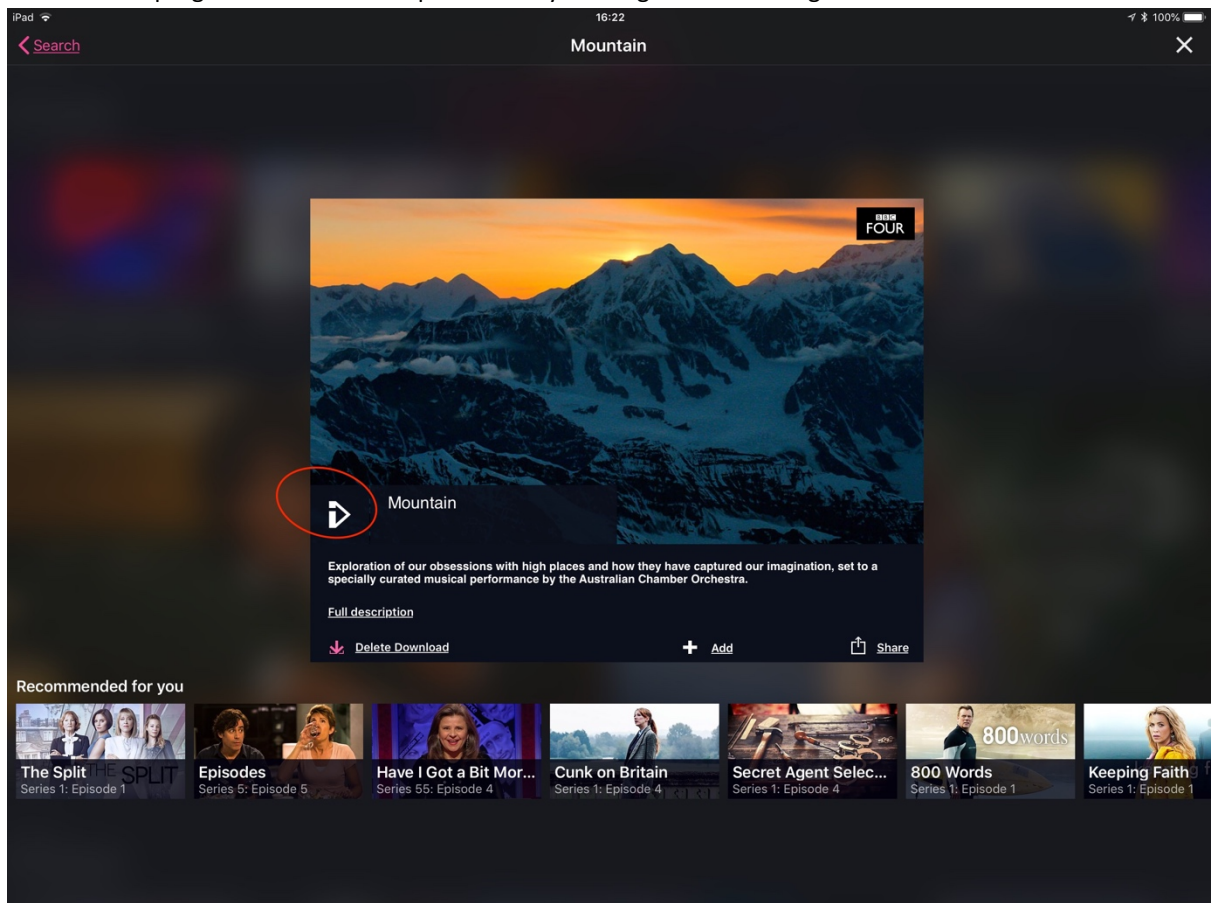 iPad 16:22 100%
Search Mountain
BBC
FOUR
Mountain
Exploration of our obsessions with high places and how they have captured our imagination, set to a
specially curated musical performance by the Australian Chamber Orchestra.
Full description
Delete Download Add Share
Recommended for you
THE SPLIT
800 words
The Split Episodes Have I Got a Bit Mor... Cunk on Britain Secret Agent Selec... 800 Words Keeping Faith
Series 1: Episode 1 Series 5: Episode 5 Series 55: Episode 4 Series 1: Episode 4 Series 1: Episode 4 Series 1: Episode 1 Series 1: Episode 1